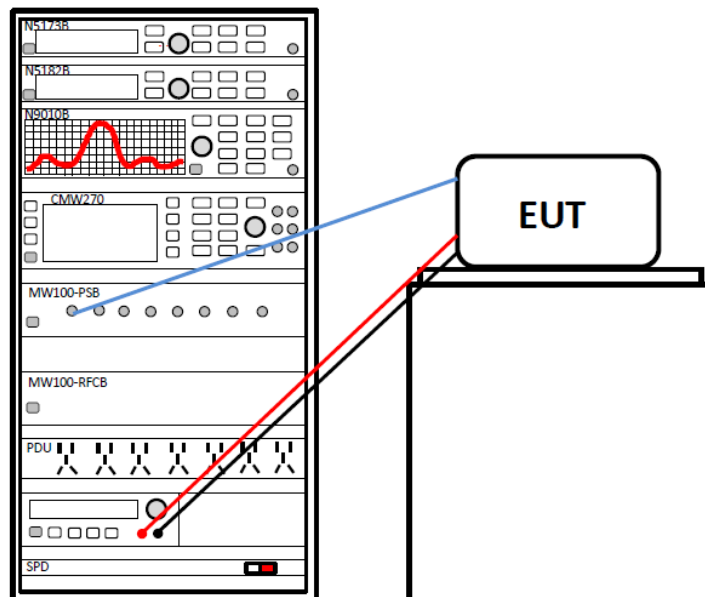 N5173B
N5182B
N9010B
CMW270
EUT
MW100-PSB
MW100-RFCB
PDU
SPD